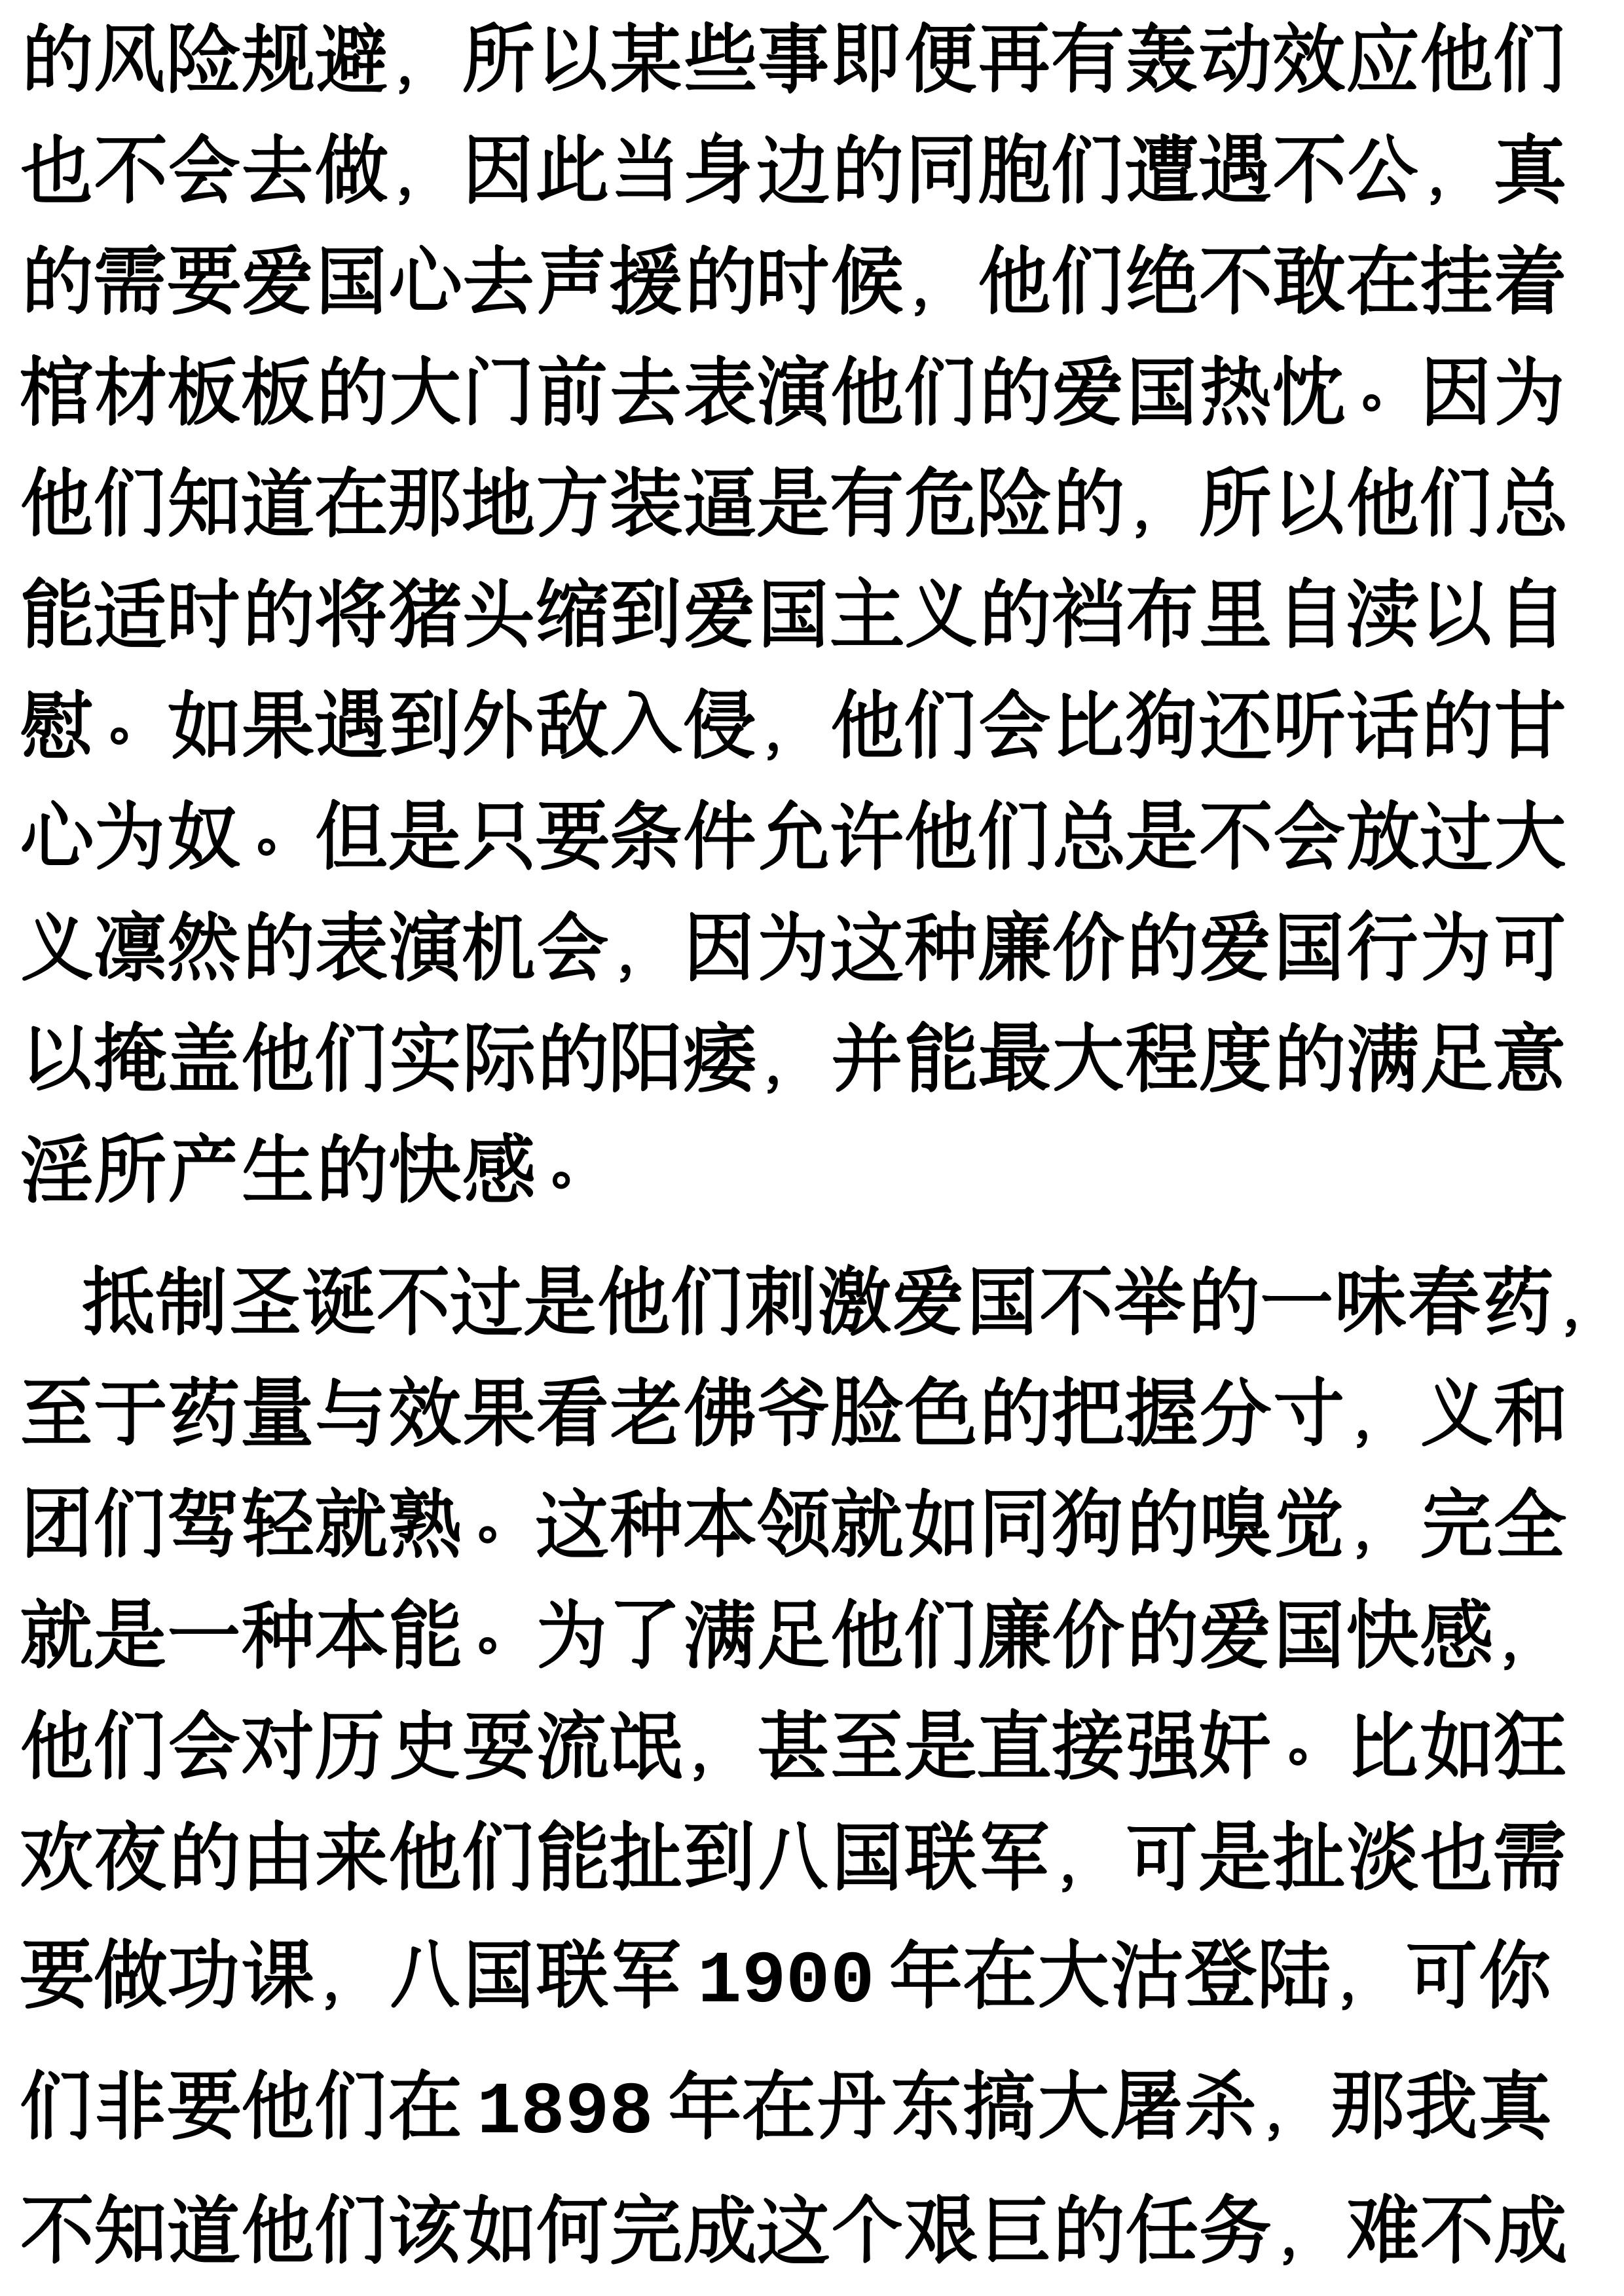 的风险规避，所以某些事即便再有轰动效应他们
也不会去做，因此当身边的同胞们遭遇不公，真
的需要爱国心去声援的时候，他们绝不敢在挂着
棺材板板的大门前去表演他们的爱国热忱。因为
他们知道在那地方装逼是有危险的，所以他们总
能适时的将猪头缩到爱国主义的裆布里自渎以自
慰。如果遇到外敌入侵，他们会比狗还听话的甘
心为奴。但是只要条件允许他们总是不会放过大
义凛然的表演机会，因为这种廉价的爱国行为可
以掩盖他们实际的阳痿，并能最大程度的满足意
淫所产生的快感。
抵制圣诞不过是他们刺激爱国不举的一味春药，
至于药量与效果看老佛爷脸色的把握分寸，义和
团们驾轻就熟。这种本领就如同狗的嗅觉，完全
就是一种本能。为了满足他们廉价的爱国快感，
他们会对历史耍流氓，甚至是直接强奸。比如狂
欢夜的由来他们能扯到八国联军，可是扯淡也需
要做功课，八国联军 1900 年在大沽登陆，可你
们非要他们在 1898 年在丹东搞大屠杀，那我真
不知道他们该如何完成这个艰巨的任务，难不成